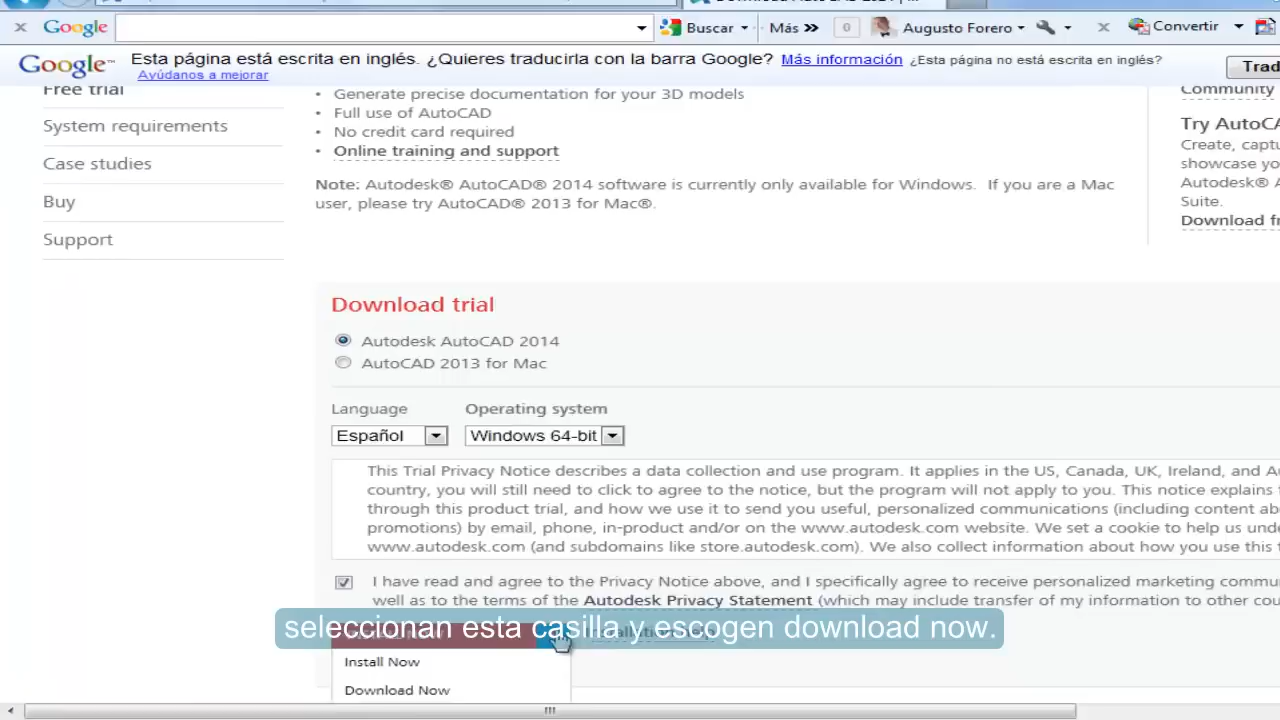 Google
Buscar
Más
0
Augusto Forero
Convertir
Google
Esta página está escrita en inglés. ¿Quieres traducirla con la barra Google? Más información ¿Esta página no está escrita en inglés?
Ayúdanos a mejorar
Trad
Free trial
System requirements
Case studies
Buy
Support
• Generate precise documentation for your 3D models
• Full use of AutoCAD
• No credit card required
• Online training and support
Note: Autodesk® AutoCAD® 2014 software is currently only available for Windows. If you are a Mac
user, please try AutoCAD® 2013 for Mac®.
Community
Try AutoCA
Create, captu
showcase yo
Autodesk® A
Suite.
Download fr
Download trial
Autodesk AutoCAD 2014
AutoCAD 2013 for Mac
Language
Operating system
Español
Windows 64-bit
This Trial Privacy Notice describes a data collection and use program. It applies in the US, Canada, UK, Ireland, and Au
country, you will still need to click to agree to the notice, but the program will not apply to you. This notice explains t
through this product trial, and how we use it to send you useful, personalized communications (including content ab
promotions) by email, phone, in-product and/or on the www.autodesk.com website. We set a cookie to help us unde
www.autodesk.com (and subdomains like store.autodesk.com). We also collect information about how you use this t
I have read and agree to the Privacy Notice above, and I specifically agree to receive personalized marketing commu
well as to the terms of the Autodesk Privacy Statement (which may include transfer of my information to other cou
seleccionan esta casilla y escogen download now.
Install Now
Download Now